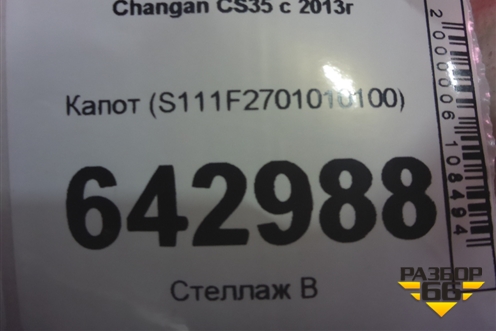 Changan CS35 с 2013г
Капот (S111F2701010100)
642988
Стеллаж В
2000006108494
РАЗБОР
66